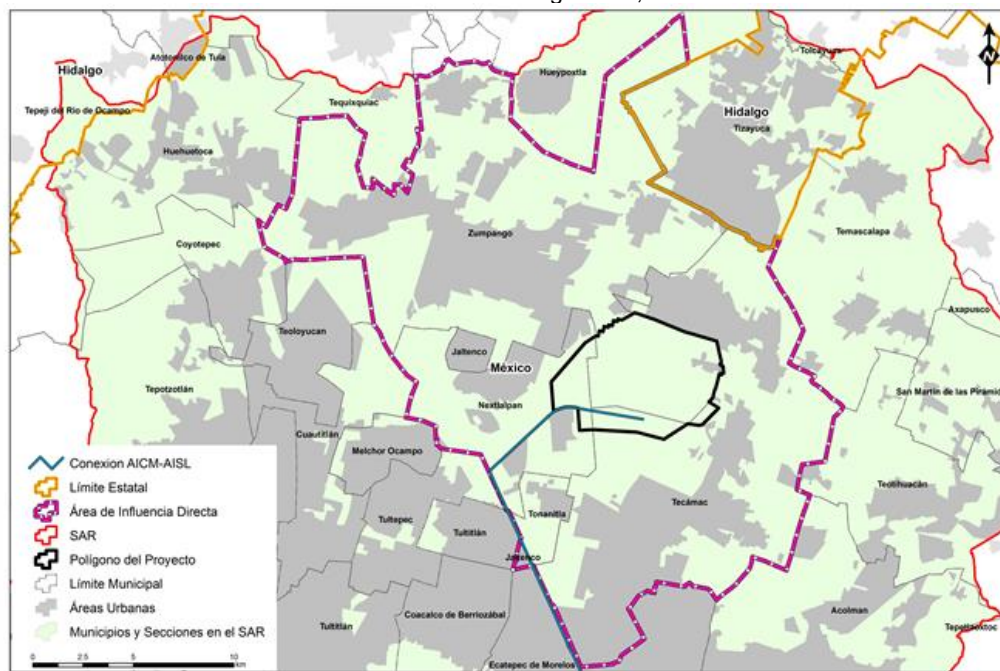 Hidalgo
Atotonilco de Tula
Tepeji del Río de Ocampo
Tequixquiac
Hueypoxtla
Tolcayuca
N
Hidalgo
Tizayuca
Huehuetoca
Coyotepec
Zumpango
Temascalapa
Axapusco
Teoloyucan
Jaltenco
México
Tepotzotlán
Nextlalpan
San Martín de las Pirámid
Cuautitlán
Melchor Ocampo
Teotihuacán
Tultepec
Tultitlán
Tonanitla
Tecámac
Jaltenco
Coacalco de Berriozábal
Acolman
Tultitlán
Tepetlaoxtoc
Ecatepec de Morelos
Conexion AICM-AISL
Límite Estatal
Área de Influencia Directa
SAR
Polígono del Proyecto
Límite Municipal
Áreas Urbanas
Municipios y Secciones en el SAR
0 5 10
km